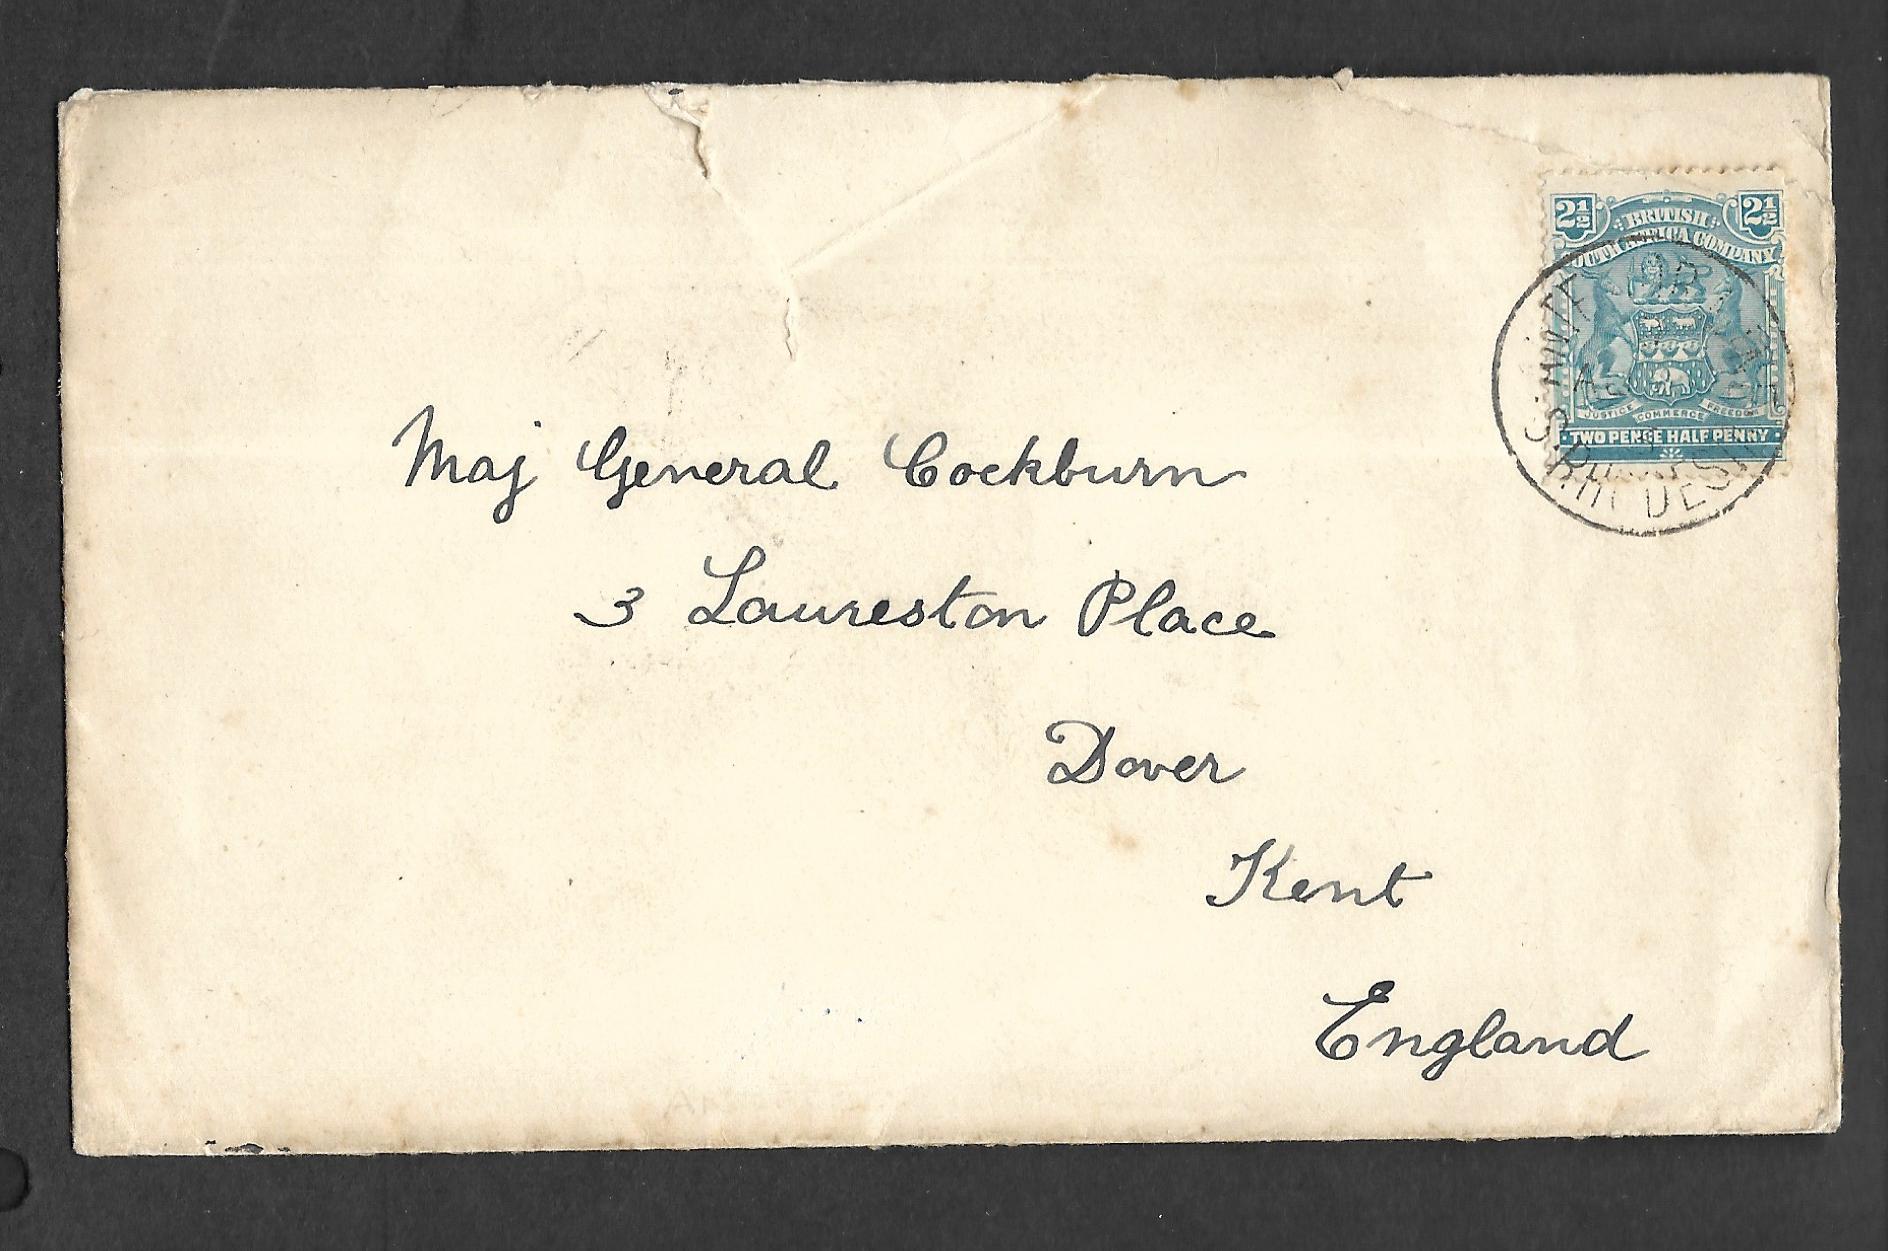 2½ 2½
BRITISH
SOUTH AFRICA COMPANY
JUSTICE COMMERCE FREEDOM
TWO PENCE HALF PENNY
RHODESI
Maj General Cockburn
3 Laureston Place
Dover
Kent
England